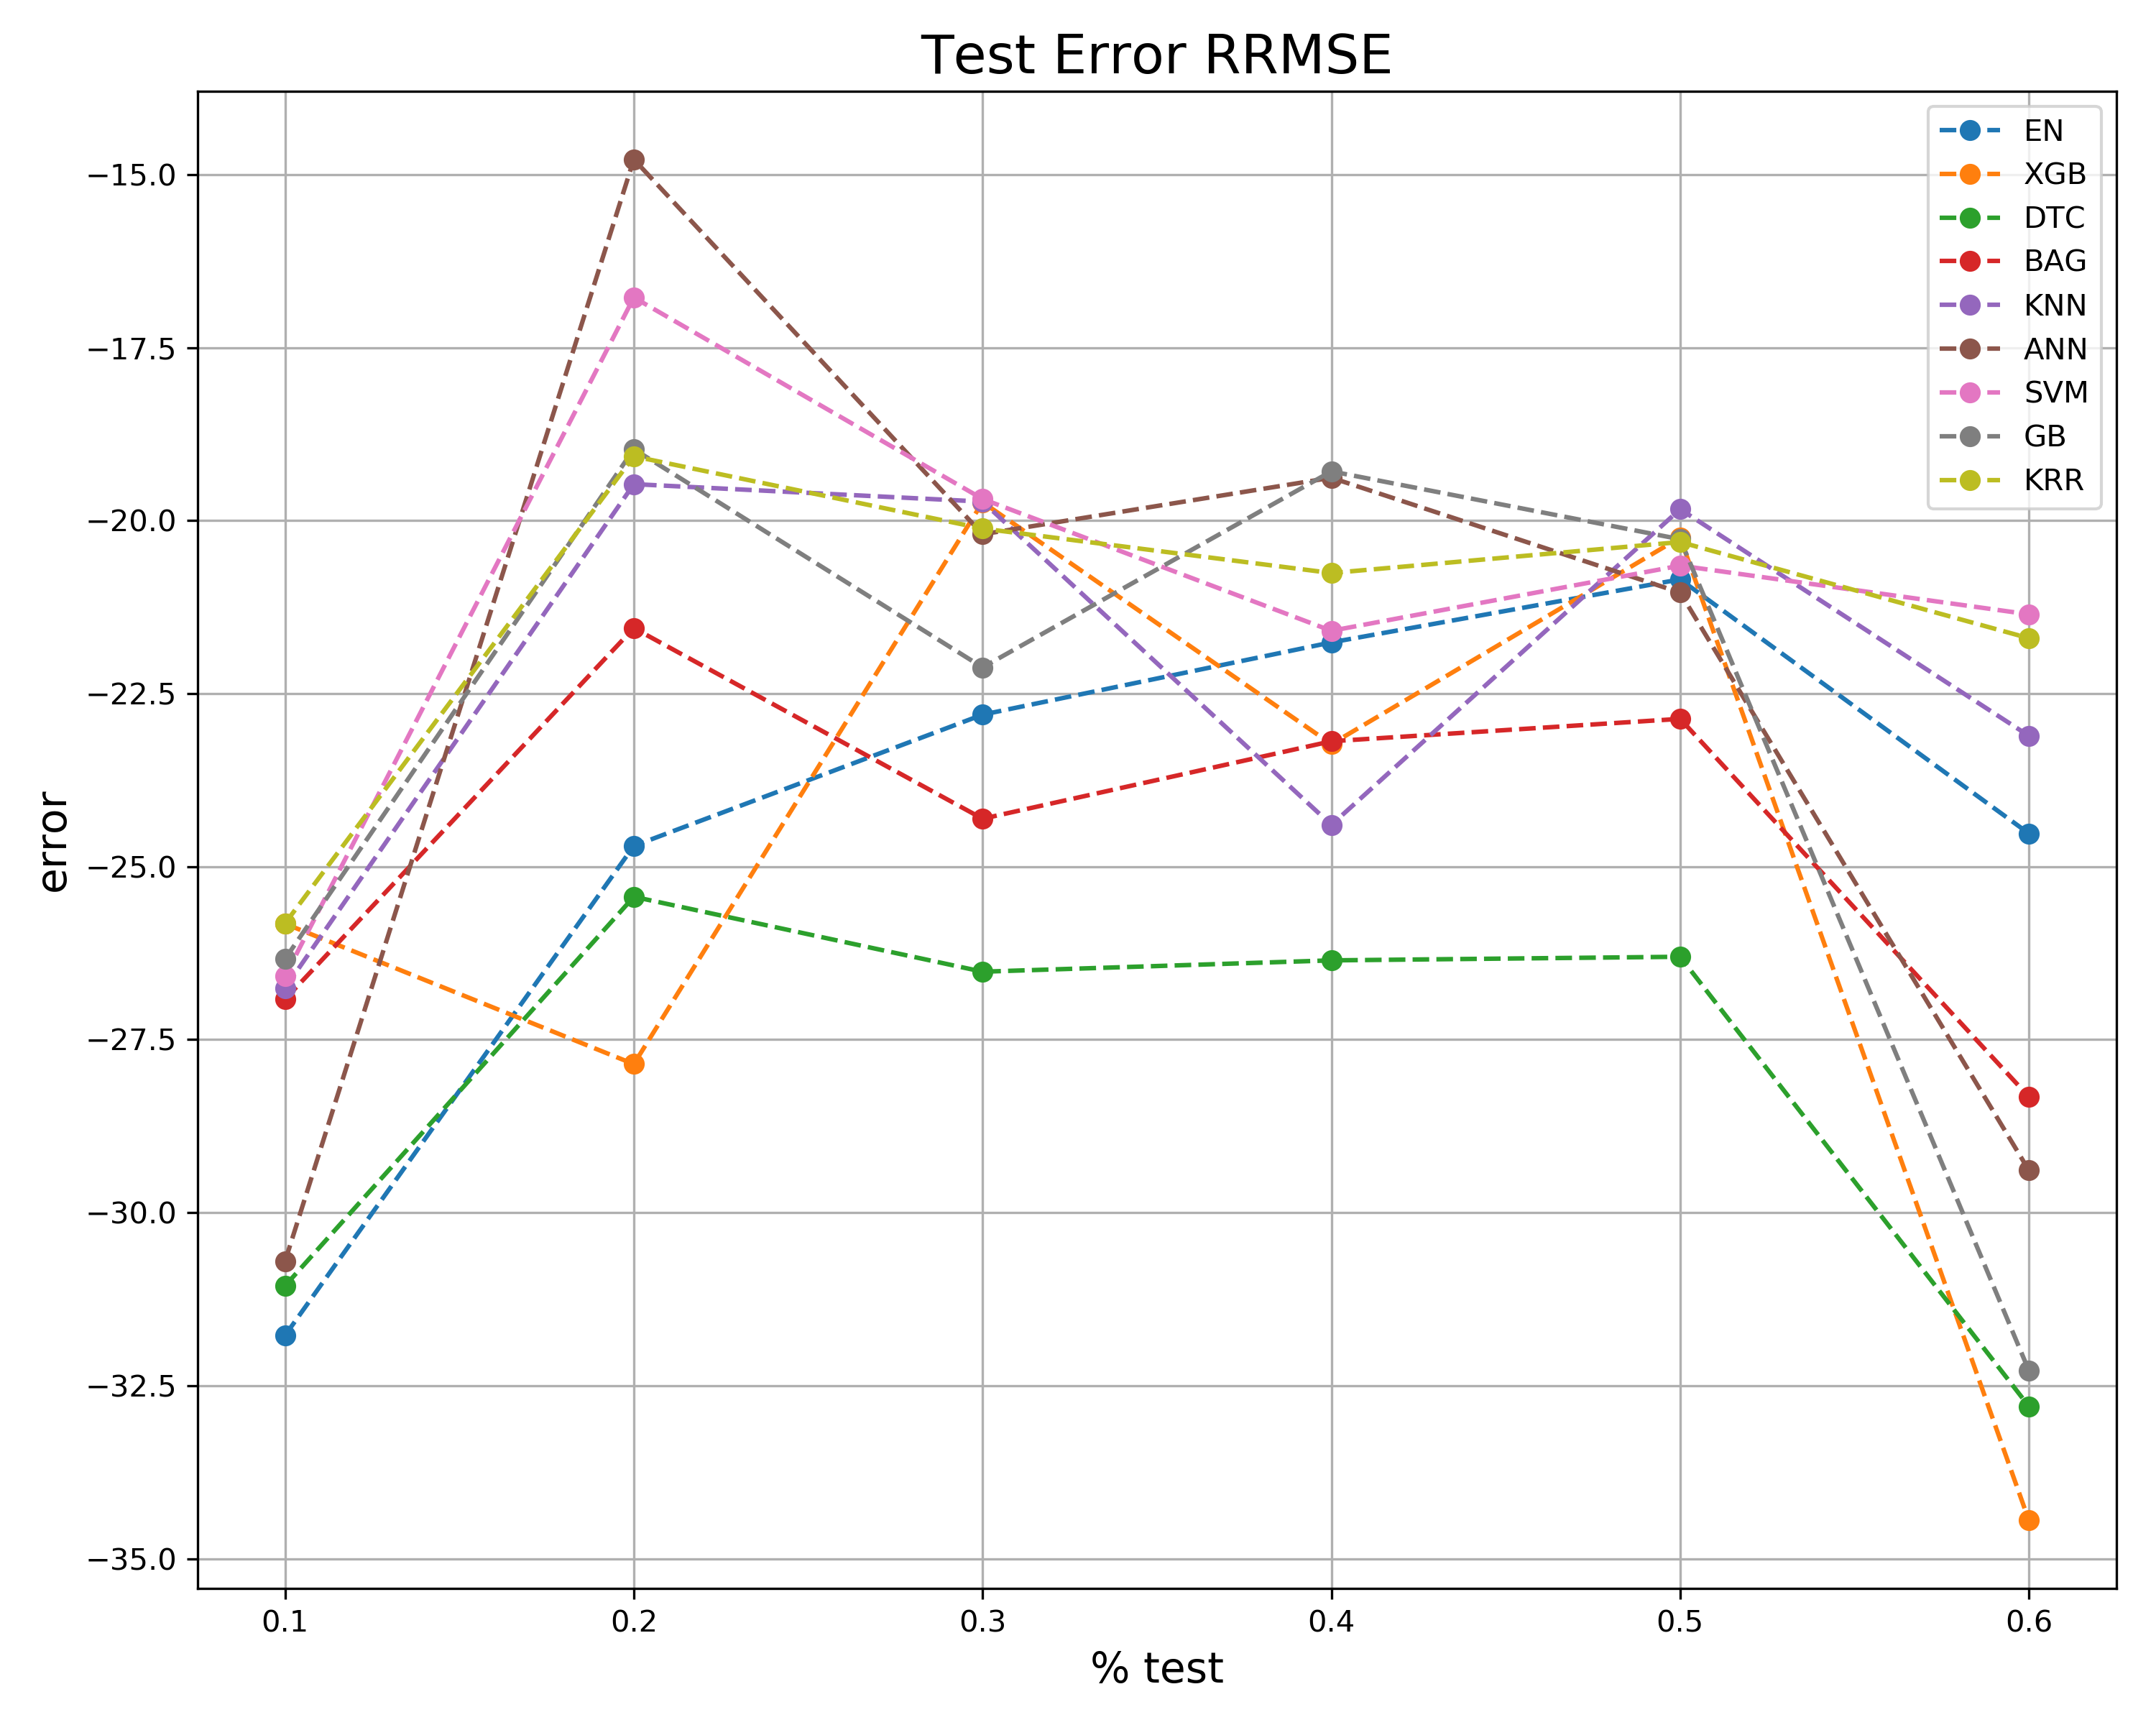 Test Error RRMSE
−15.0
−17.5
−20.0
−22.5
−25.0
−27.5
−30.0
−32.5
−35.0
error
0.1
0.2
0.3
0.4
0.5
0.6
% test
EN
XGB
DTC
BAG
KNN
ANN
SVM
GB
KRR